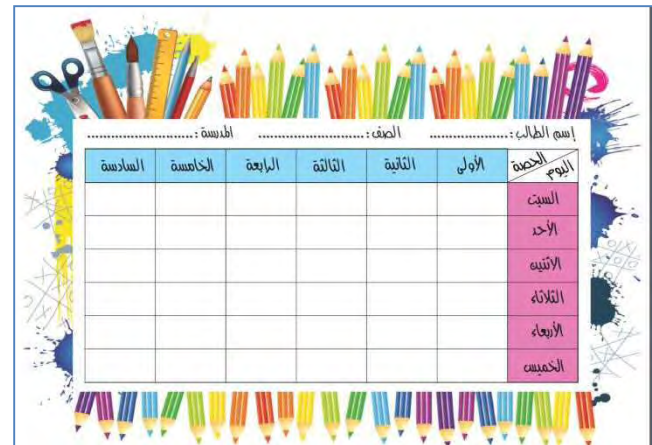 إسم الطالب :..................... الصف :............................ المدرسة :............................
الحصة اليوم الأولى الثانية الثالثة الرابعة الخامسة السادسة
السبت
الأحد
الاثنين
الثلاثاء
الأربعاء
الخميس